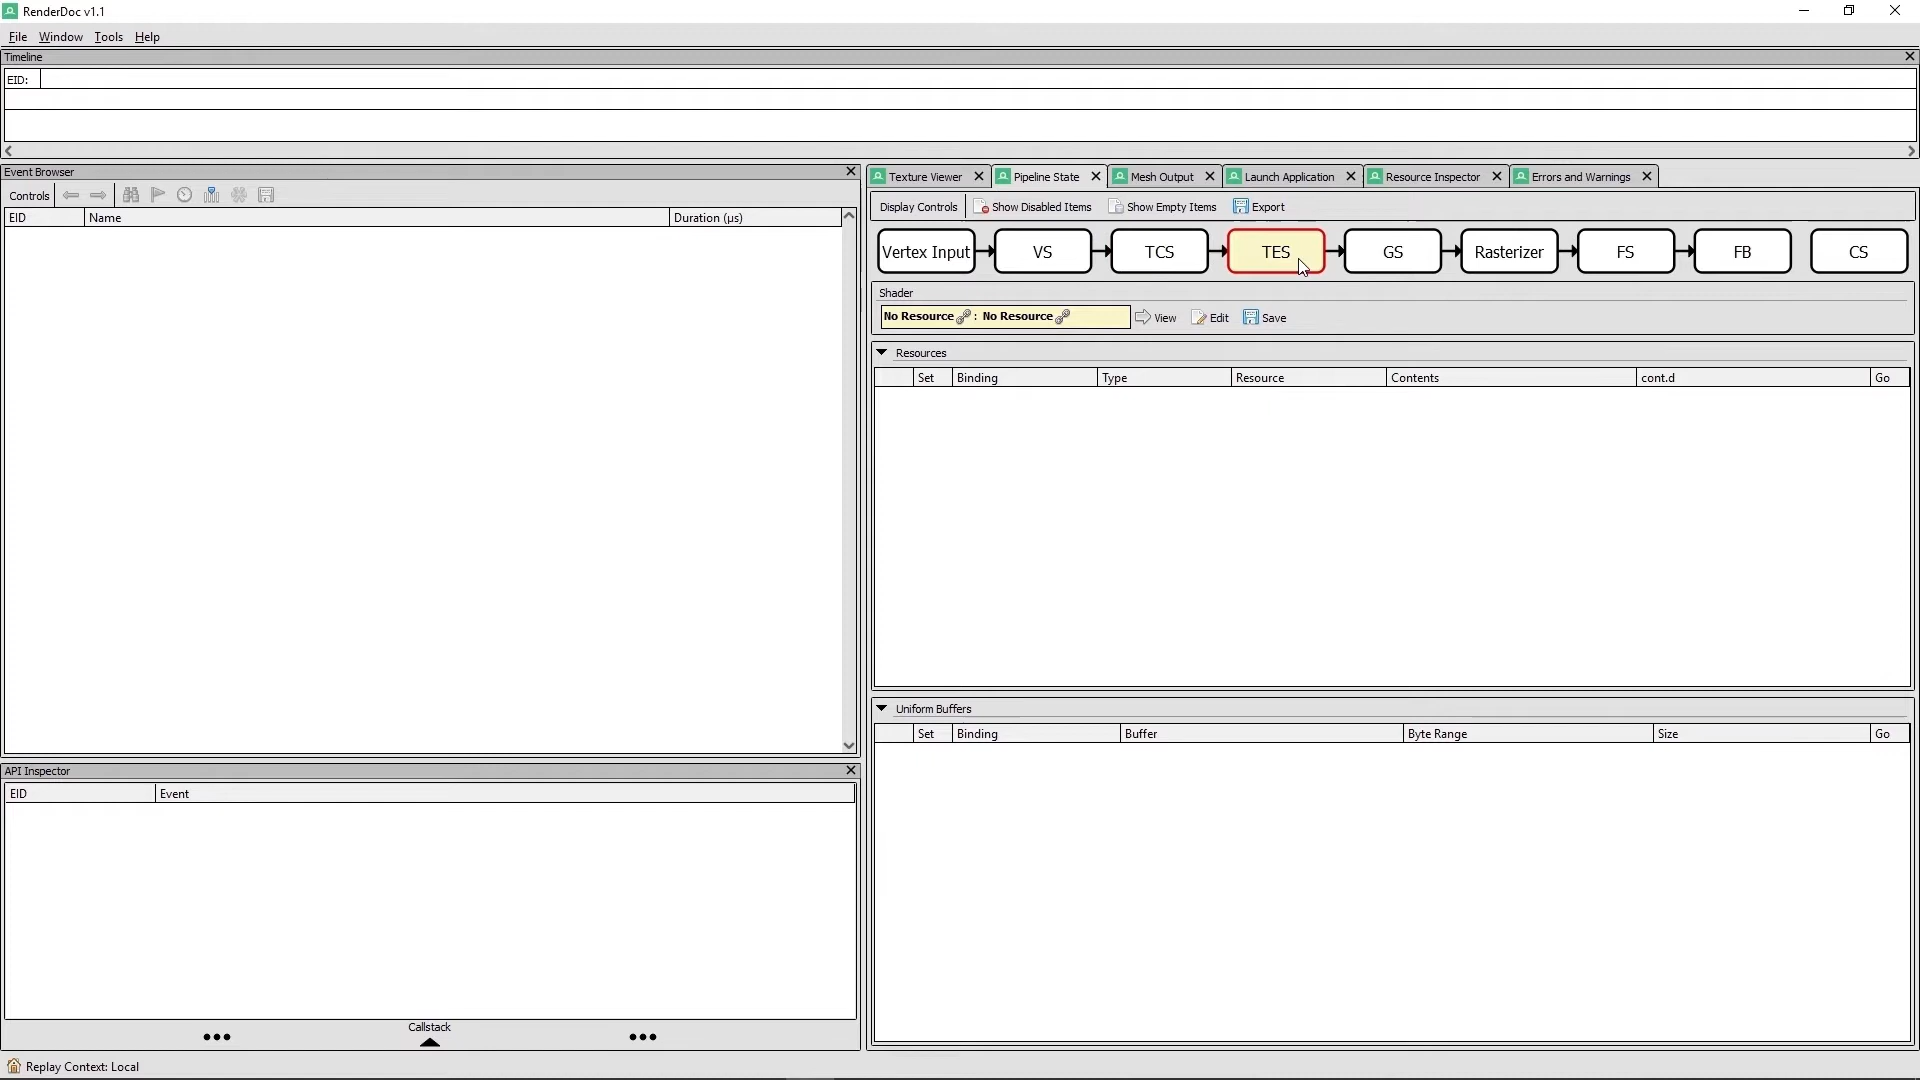 RenderDoc v1.1
File Window Tools Help
Timeline
EID:
Event Browser
Controls
EID Name Duration (µs)
API Inspector
EID Event
Callstack
Replay Context: Local
Texture Viewer Pipeline State Mesh Output Launch Application Resource Inspector Errors and Warnings
Display Controls Show Disabled Items Show Empty Items Export
Vertex Input VS TCS TES GS Rasterizer FS FB CS
Shader
No Resource : No Resource View Edit Save
Resources
Set Binding Type Resource Contents cont.d Go
Uniform Buffers
Set Binding Buffer Byte Range Size Go